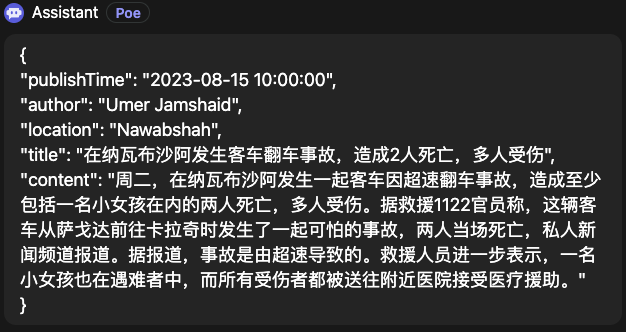 Assistant Poe
{
"publishTime": "2023-08-15 10:00:00",
"author": "Umer Jamshaid",
"location": "Nawabshah",
"title": "在纳瓦布沙阿发生客车翻车事故，造成2人死亡，多人受伤",
"content": "周二，在纳瓦布沙阿发生一起客车因超速翻车事故，造成至少
包括一名小女孩在内的两人死亡，多人受伤。据救援1122官员称，这辆客
车从萨戈达前往卡拉奇时发生了一起可怕的事故，两人当场死亡，私人新
闻频道报道。据报道，事故是由超速导致的。救援人员进一步表示，一名
小女孩也在遇难者中，而所有受伤者都被送往附近医院接受医疗援助。"
}